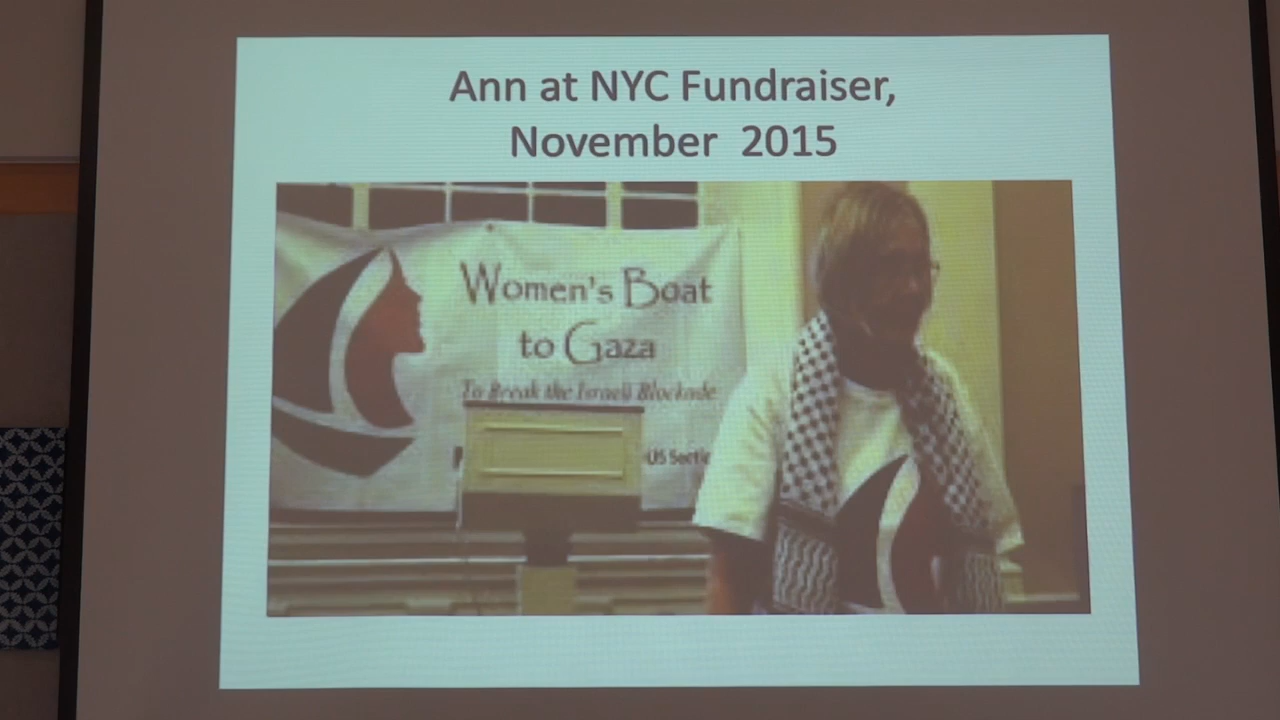 Ann at NYC Fundraiser,
November 2015
Women's Boat
to Gaza
To Break the Israeli Blockade
US Sectio